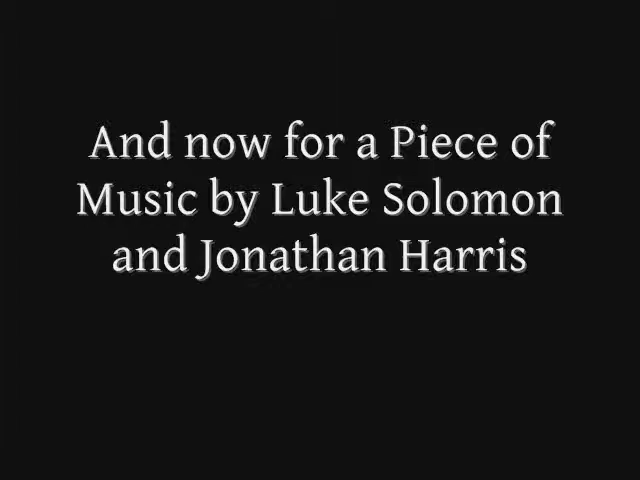 And now for a Piece of
Music by Luke Solomon
and Jonathan Harris